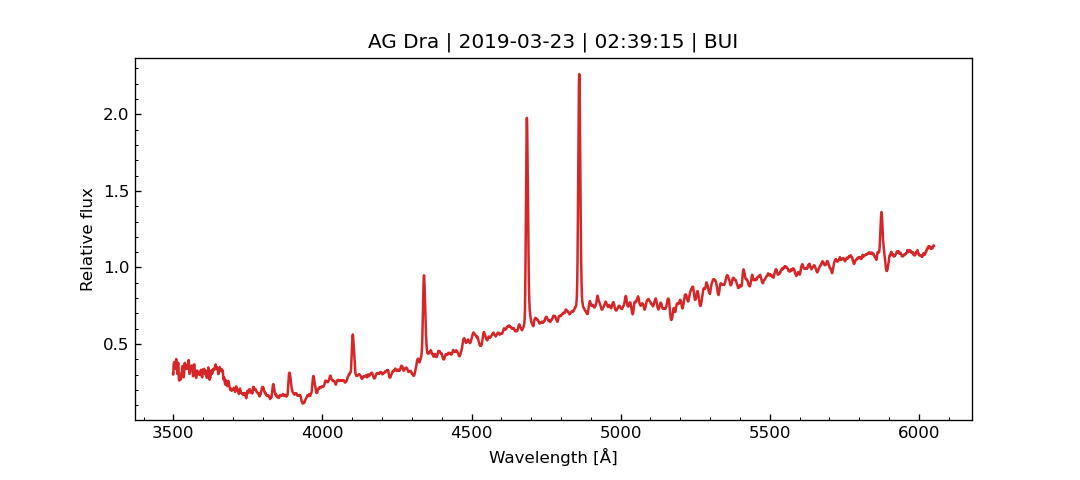 AG Dra | 2019-03-23 | 02:39:15 | BUI
2.0
1.5
1.0
0.5
Relative flux
3500 4000 4500 5000 5500 6000
Wavelength [Å]